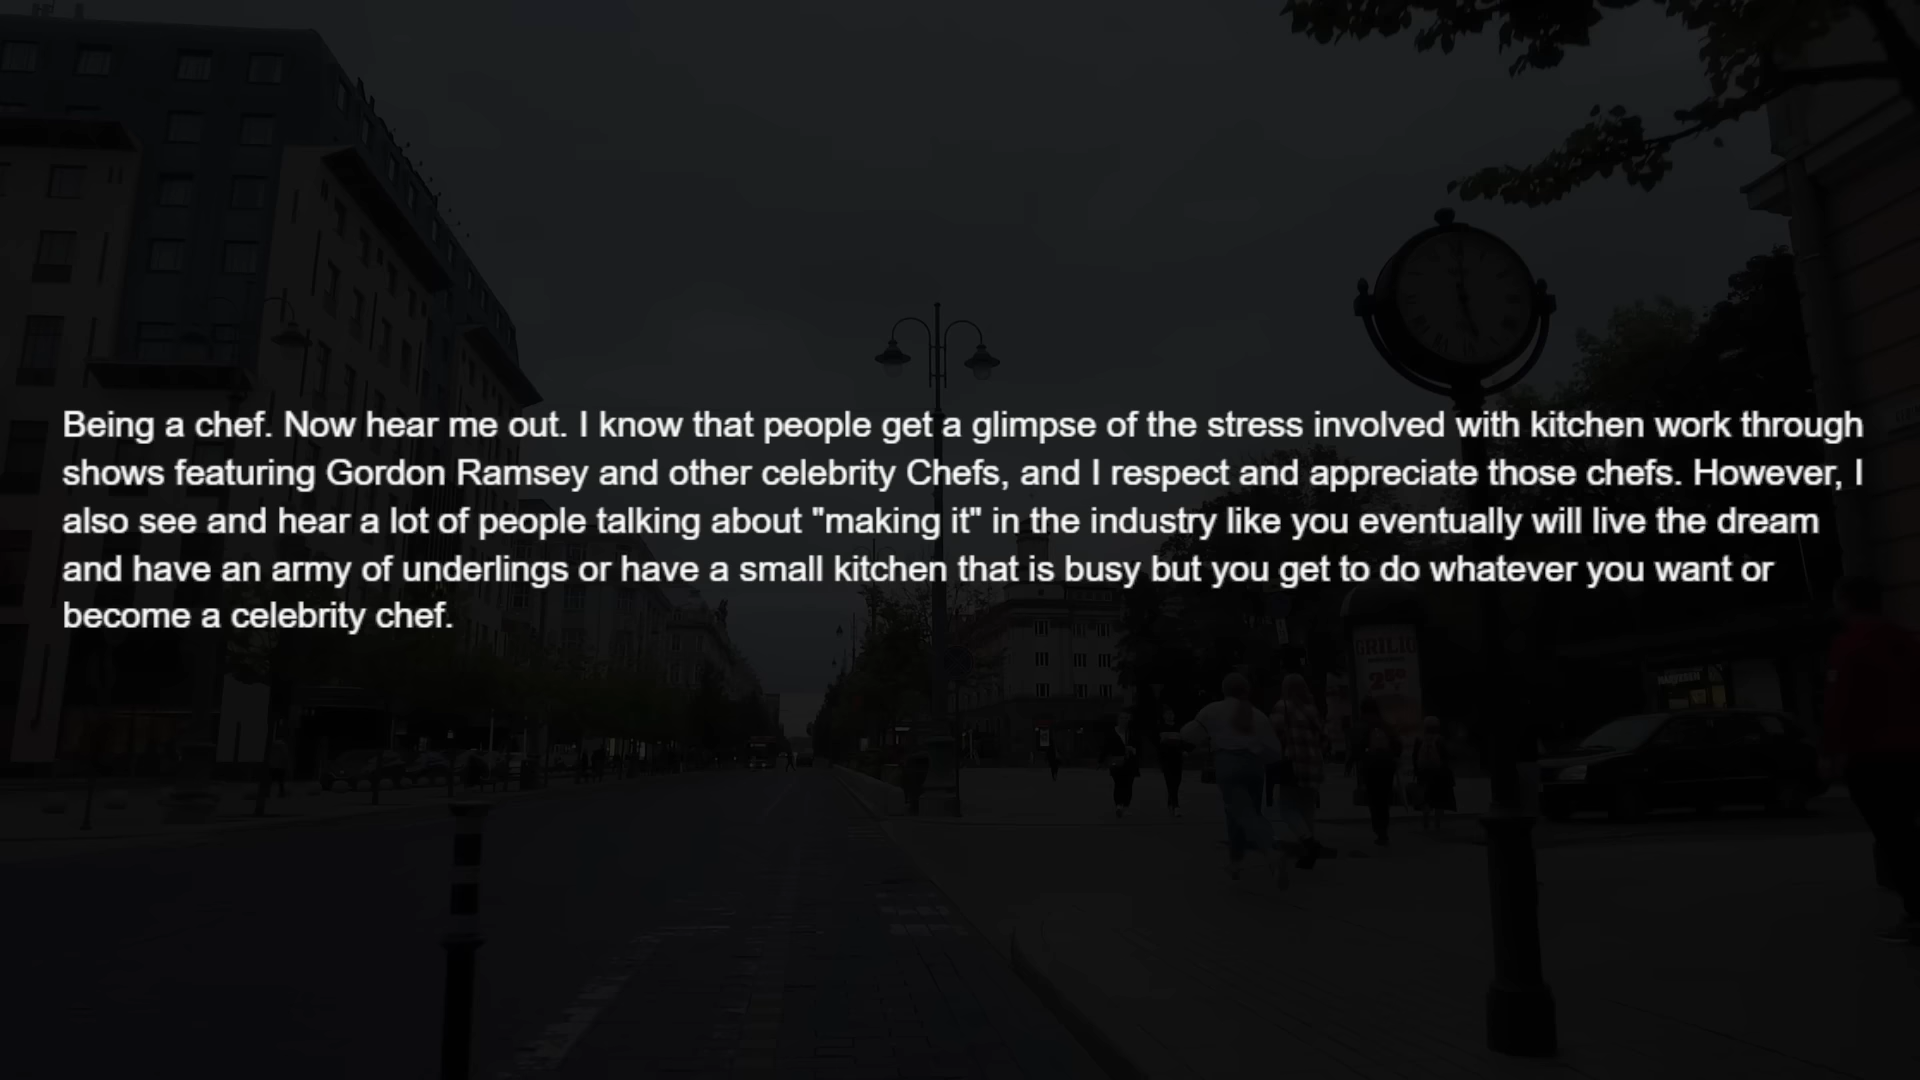 Being a chef. Now hear me out. I know that people get a glimpse of the stress involved with kitchen work through
shows featuring Gordon Ramsey and other celebrity Chefs, and I respect and appreciate those chefs. However, I
also see and hear a lot of people talking about "making it" in the industry like you eventually will live the dream
and have an army of underlings or have a small kitchen that is busy but you get to do whatever you want or
become a celebrity chef.
GRILIO